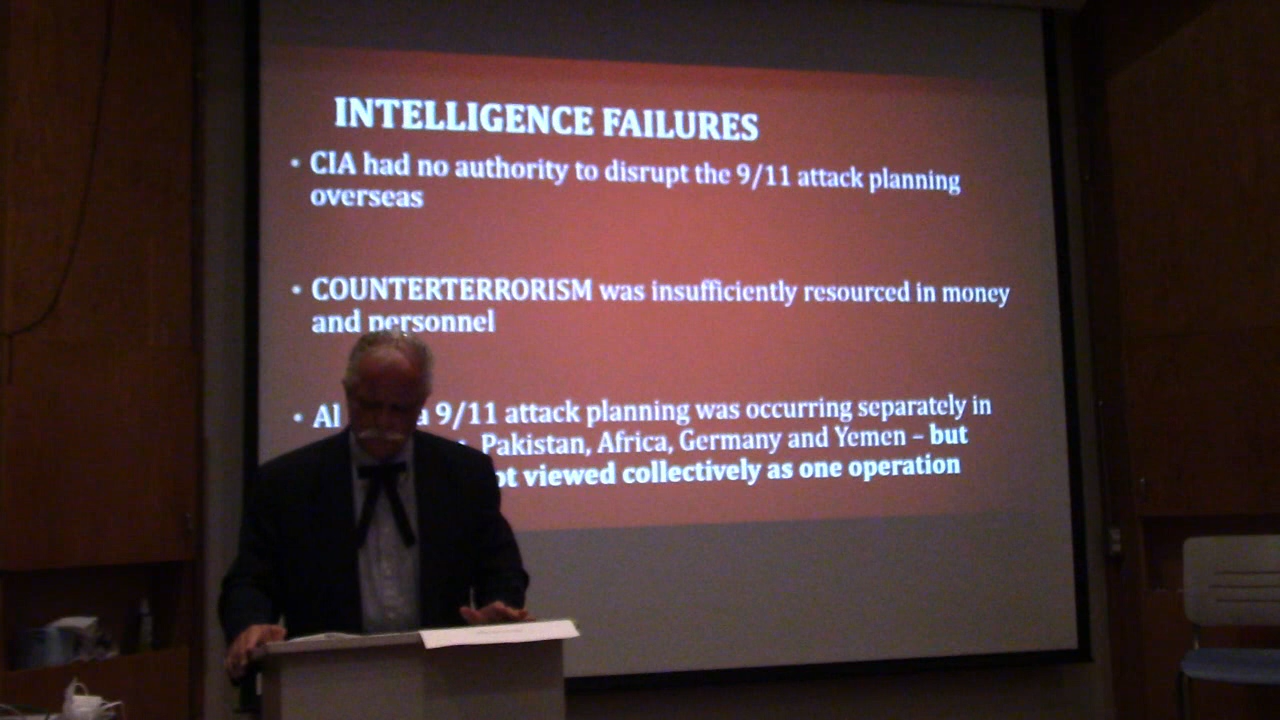 INTELLIGENCE FAILURES
• CIA had no authority to disrupt the 9/11 attack planning
overseas
• COUNTERTERRORISM was insufficiently resourced in money
and personnel
• Al 9/11 attack planning was occurring separately in
Pakistan, Africa, Germany and Yemen – but
viewed collectively as one operation